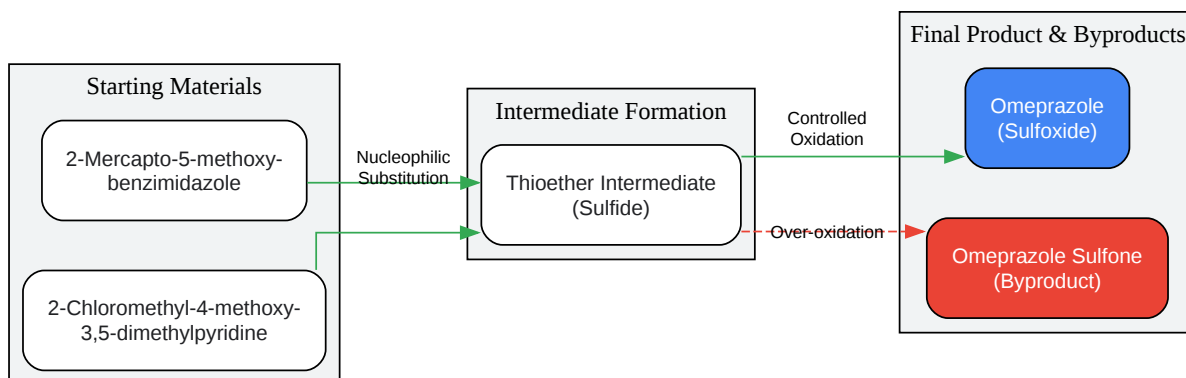 Starting Materials
2-Mercapto-5-methoxy-
benzimidazole
2-Chloromethyl-4-methoxy-
3,5-dimethylpyridine
Nucleophilic
Substitution
Intermediate Formation
Thioether Intermediate
(Sulfide)
Controlled
Oxidation
Over-oxidation
Final Product & Byproducts
Omeprazole
(Sulfoxide)
Omeprazole Sulfone
(Byproduct)